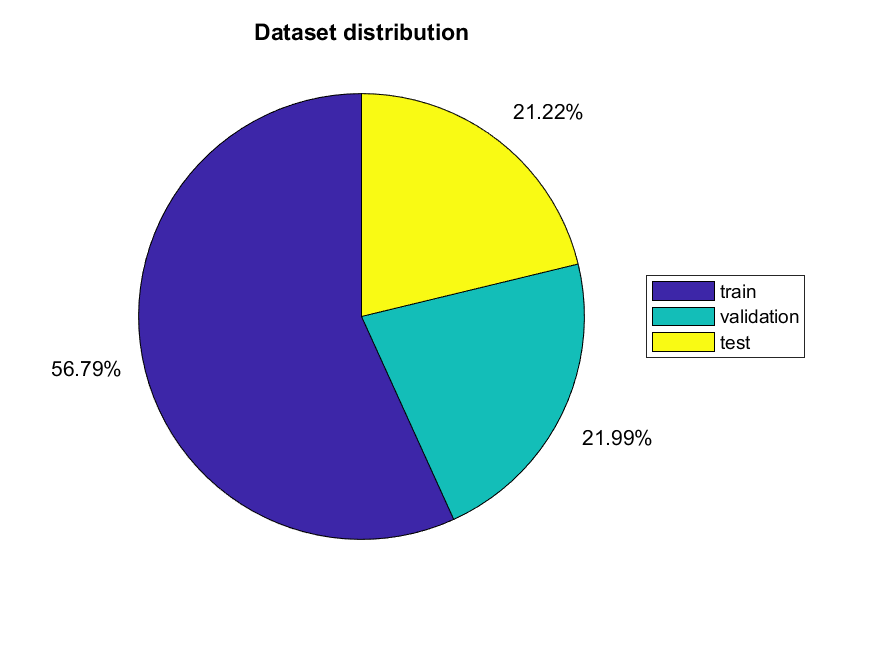 Dataset distribution
21.22%
train
validation
test
56.79%
21.99%